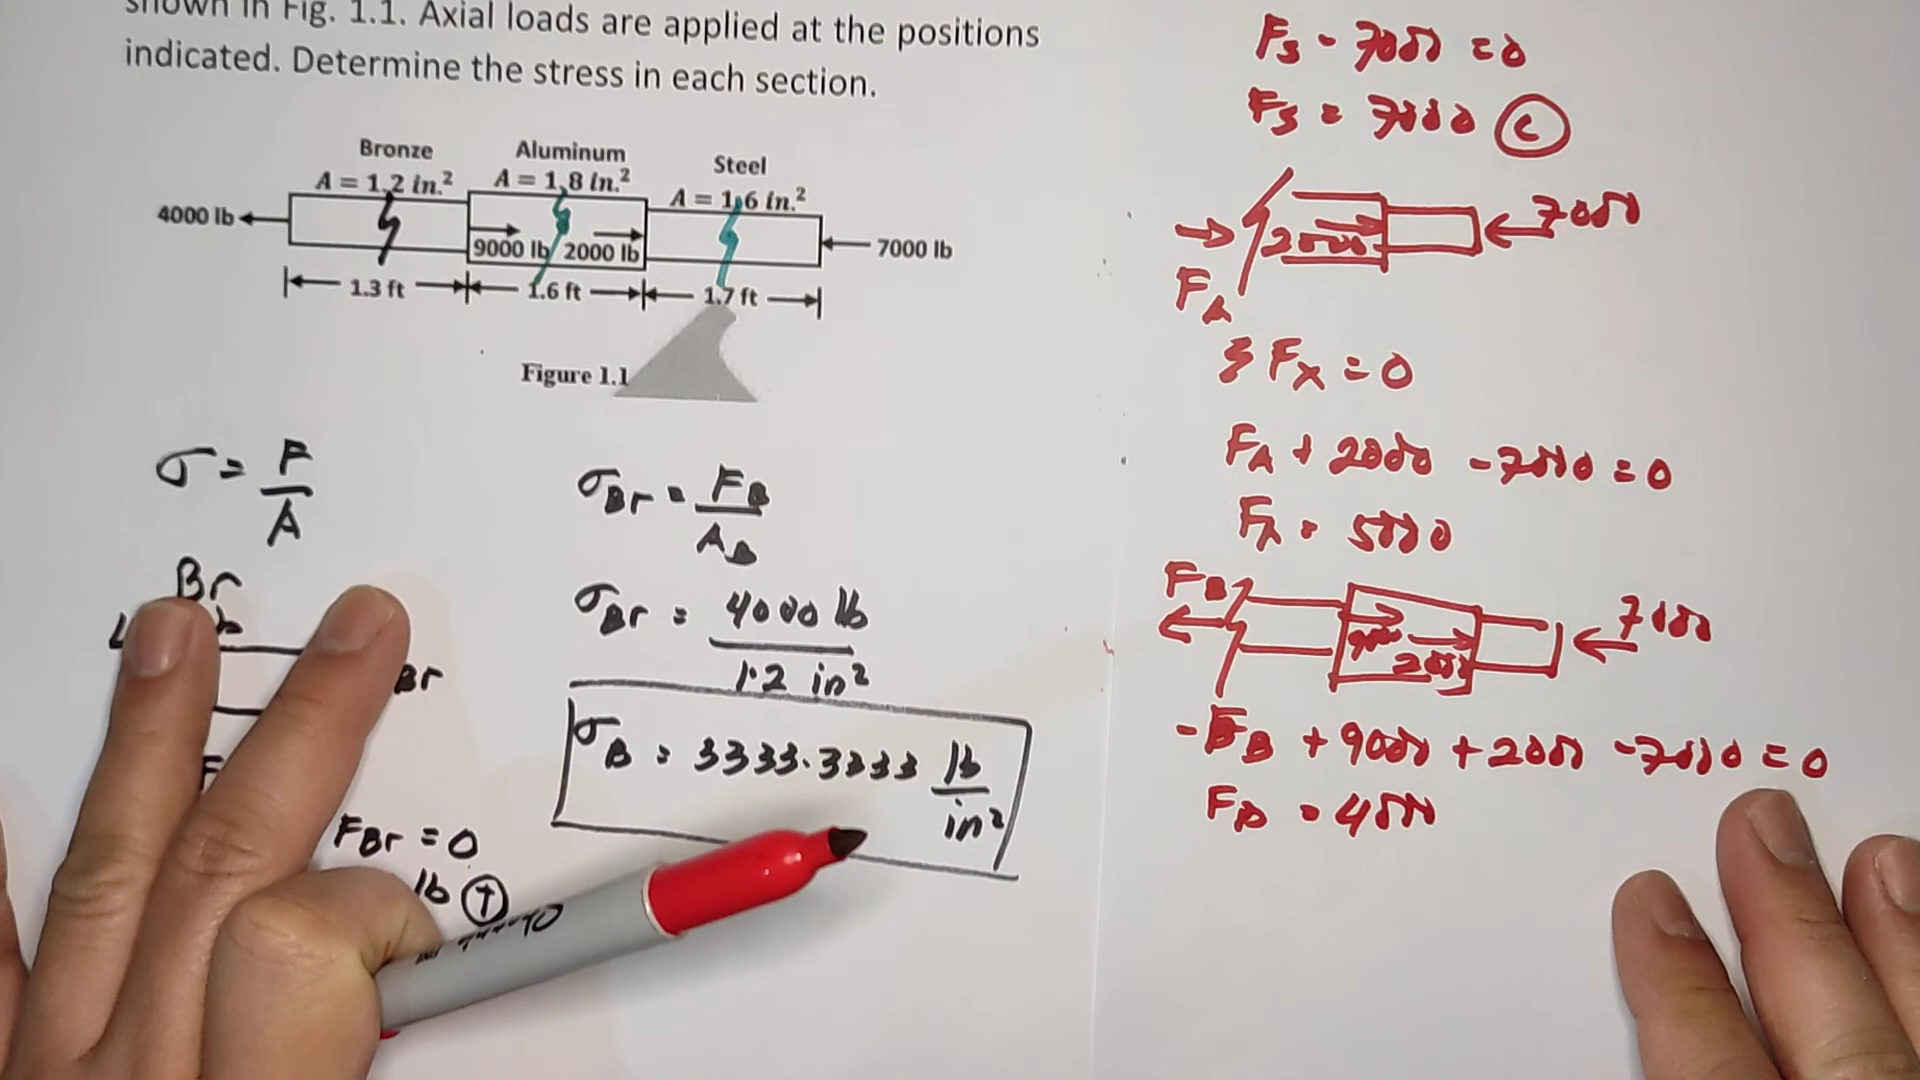 shown in Fig. 1.1. Axial loads are applied at the positions
indicated. Determine the stress in each section.
Bronze
A = 1.2 in.²
Aluminum
A = 1.8 in.²
Steel
A = 1.6 in.²
4000 lb
9000 lb
2000 lb
7000 lb
1.3 ft
1.6 ft
1.7 ft
Figure 1.1
σ = F/A
Br
Br
F
FBr = 0
lb (T)
σBr = FB/AB
σBr = 4000 lb / 1.2 in²
σB = 3333.3333 lb/in²
FS - 7000 = 0
FS = 7000 (C)
FA
2000
7000
ΣFX = 0
FA + 2000 - 7000 = 0
FA = 5000
FB
9000
2000
7000
-FB + 9000 + 2000 - 7000 = 0
FB = 4000